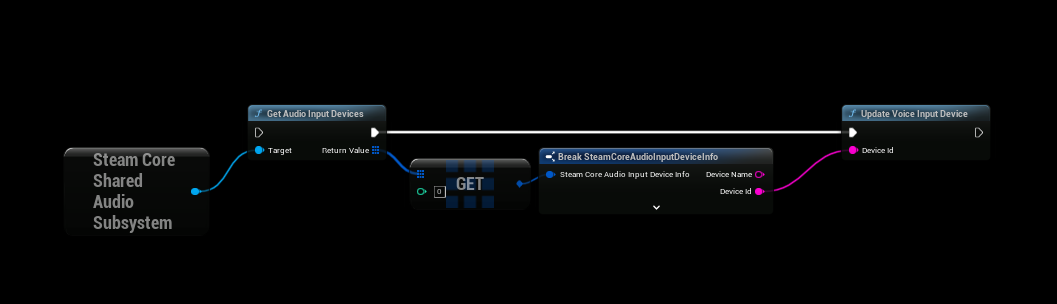 Get Audio Input Devices
Target
Return Value
Steam Core
Shared
Audio
Subsystem
GET
0
Break SteamCoreAudioInputDeviceInfo
Steam Core Audio Input Device Info
Device Name
Device Id
Update Voice Input Device
Device Id